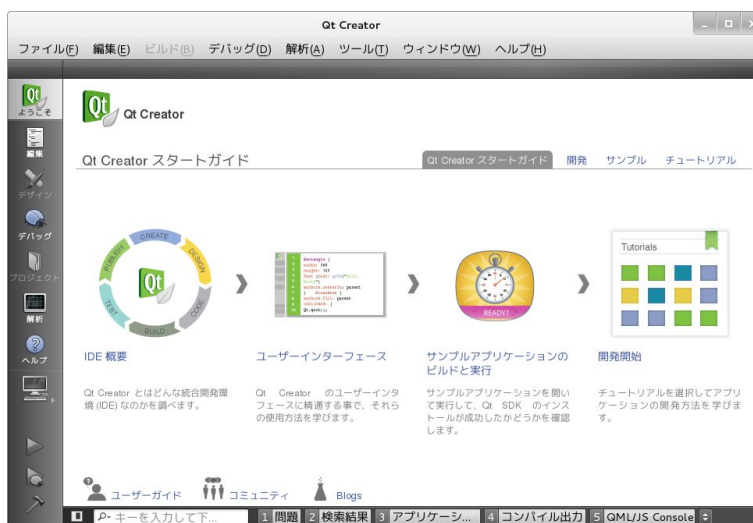 Qt Creator
ファイル(F) 編集(E) ビルド(B) デバッグ(D) 解析(A) ツール(T) ウィンドウ(W) ヘルプ(H)
Qt
ようこそ
編集
デザイン
デバッグ
プロジェクト
解析
ヘルプ
Qt Qt Creator
Qt Creator スタートガイド
Qt Creator スタートガイド 開発 サンプル チュートリアル
CREATE
DESIGN
CODE
BUILD
TEST
PUBLISH
Qt
READY?
Tutorials
IDE 概要
Qt Creator とはどんな統合開発環
境 (IDE) なのかを調べます。
ユーザーインターフェース
Qt Creator のユーザーインタ
フェースに精通する事で、それら
の使用方法を学びます。
サンプルアプリケーションの
ビルドと実行
サンプルアプリケーションを開い
て実行して、Qt SDK のインス
トールが成功したかどうかを確認
します。
開発開始
チュートリアルを選択してアプリ
ケーションの開発方法を学びま
す。
ユーザーガイド コミュニティ Blogs
キーを入力して下... 1 問題 2 検索結果 3 アプリケーシ... 4 コンパイル出力 5 QML/JS Console